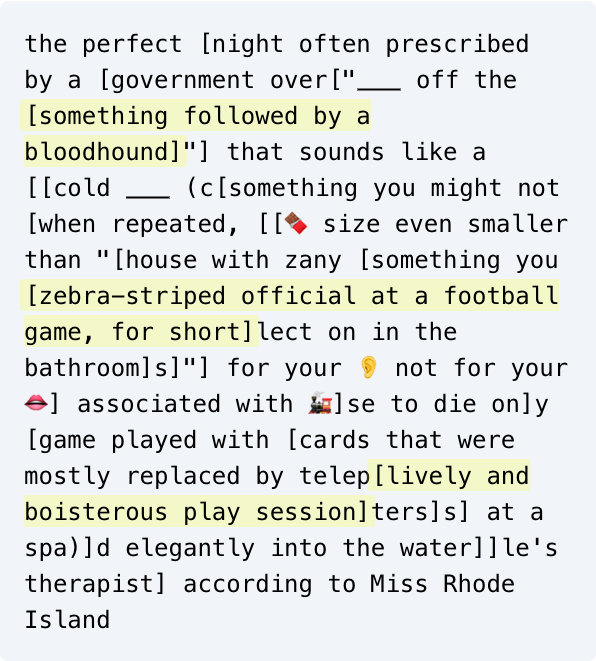 the perfect [night often prescribed
by a [government over["___ off the
[something followed by a
bloodhound]"] that sounds like a
[[cold ___ (c[something you might not
[when repeated, [[🍫 size even smaller
than "[house with zany [something you
[zebra-striped official at a football
game, for short]lect on in the
bathroom]s]"] for your 👂 not for your
👄] associated with 🚂]se to die on]y
[game played with [cards that were
mostly replaced by telep[lively and
boisterous play session]ters]s] at a
spa)]d elegantly into the water]]le's
therapist] according to Miss Rhode
Island